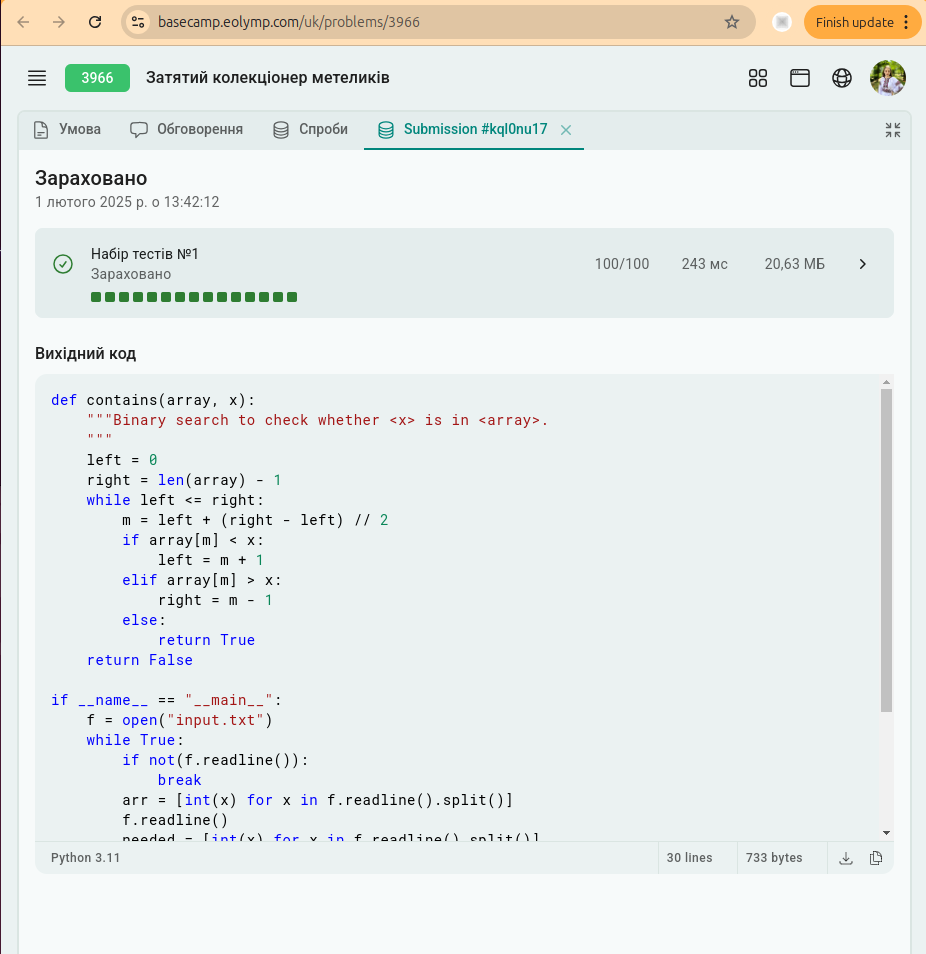 basecamp.eolymp.com/uk/problems/3966
Finish update
3966
Затятий колекціонер метеликів
Умова
Обговорення
Спроби
Submission #kql0nu17
Зараховано
1 лютого 2025 р. о 13:42:12
Набір тестів №1
Зараховано
100/100
243 мс
20,63 МБ
Вихідний код
def contains(array, x):
    """Binary search to check whether <x> is in <array>.
    """
    left = 0
    right = len(array) - 1
    while left <= right:
        m = left + (right - left) // 2
        if array[m] < x:
            left = m + 1
        elif array[m] > x:
            right = m - 1
        else:
            return True
    return False
if __name__ == "__main__":
    f = open("input.txt")
    while True:
        if not(f.readline()):
            break
        arr = [int(x) for x in f.readline().split()]
        f.readline()
        needed = [int(x) for x in f.readline().split()]
Python 3.11
30 lines
733 bytes